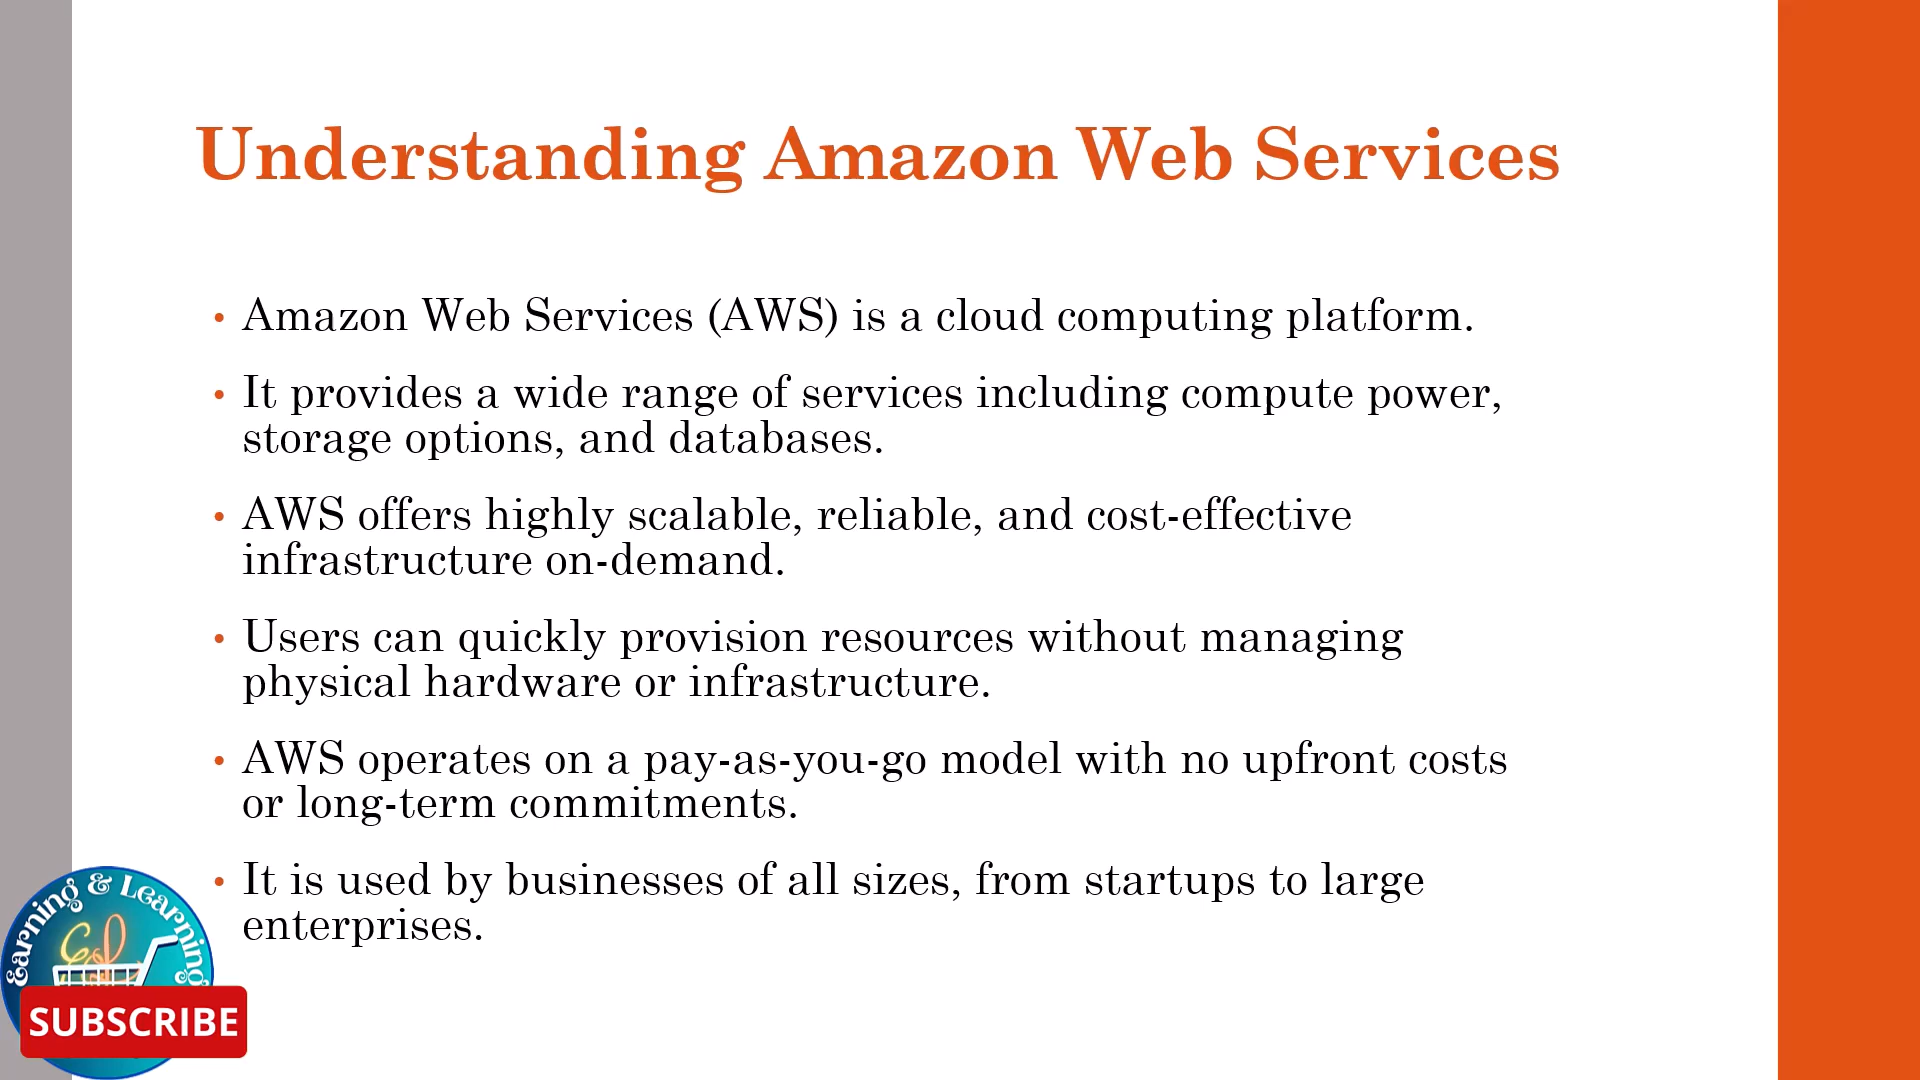 Understanding Amazon Web Services
• Amazon Web Services (AWS) is a cloud computing platform.
• It provides a wide range of services including compute power,
storage options, and databases.
• AWS offers highly scalable, reliable, and cost-effective
infrastructure on-demand.
• Users can quickly provision resources without managing
physical hardware or infrastructure.
• AWS operates on a pay-as-you-go model with no upfront costs
or long-term commitments.
• It is used by businesses of all sizes, from startups to large
enterprises.
Earning & Learning
SUBSCRIBE